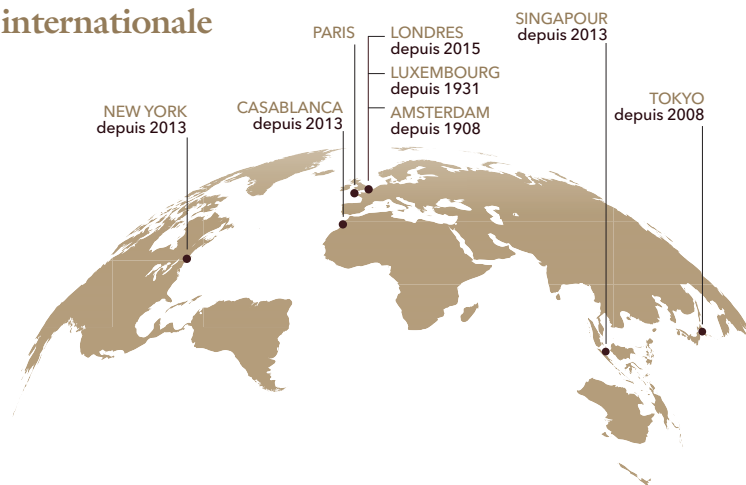 internationale
PARIS
LONDRES
depuis 2015
LUXEMBOURG
depuis 1931
AMSTERDAM
depuis 1908
SINGAPOUR
depuis 2013
TOKYO
depuis 2008
NEW YORK
depuis 2013
CASABLANCA
depuis 2013